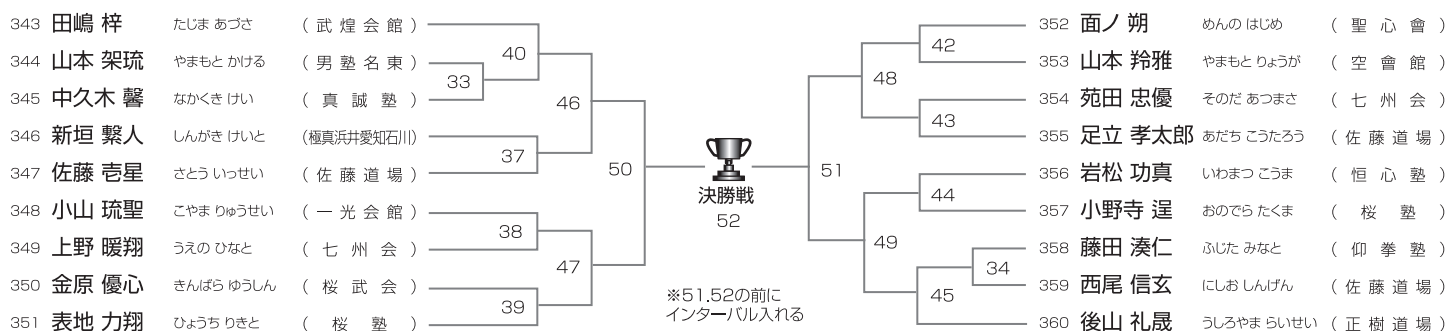 343 田嶋 梓 たじま あづさ (武煌会館)
344 山本 架琉 やまもと かける (男塾名東)
345 中久木 馨 なかくき けい (真誠塾)
346 新垣 繋人 しんがき けいと (極真浜井愛知石川)
347 佐藤 壱星 さとう いっせい (佐藤道場)
348 小山 琉聖 こやま りゅうせい (一光会館)
349 上野 暖翔 うえの ひなと (七州会)
350 金原 優心 きんばら ゆうしん (桜武会)
351 表地 力翔 ひょうち りきと (桜塾)
40
33
46
37
50
38
47
39
決勝戦
52
※51.52の前に
インターバル入れる
51
42
48
43
44
49
34
45
352 面ノ 朔 めんの はじめ (聖心會)
353 山本 羚雅 やまもと りょうが (空會館)
354 苑田 忠優 そのだ あつまさ (七州会)
355 足立 孝太郎 あだち こうたろう (佐藤道場)
356 岩松 功真 いわまつ こうま (恒心塾)
357 小野寺 逞 おのでら たくま (桜塾)
358 藤田 湊仁 ふじた みなと (仰拳塾)
359 西尾 信玄 にしお しんげん (佐藤道場)
360 後山 礼晟 うしろやま らいせい (正樹道場)